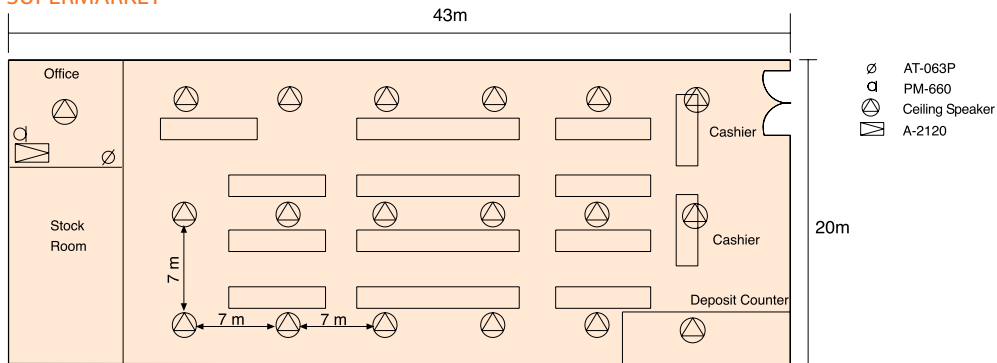 SUPERMARKET
43m
Office
AT-063P
PM-660
Ceiling Speaker
A-2120
Cashier
Stock
Room
20m
Cashier
7 m
Deposit Counter
7 m
7 m